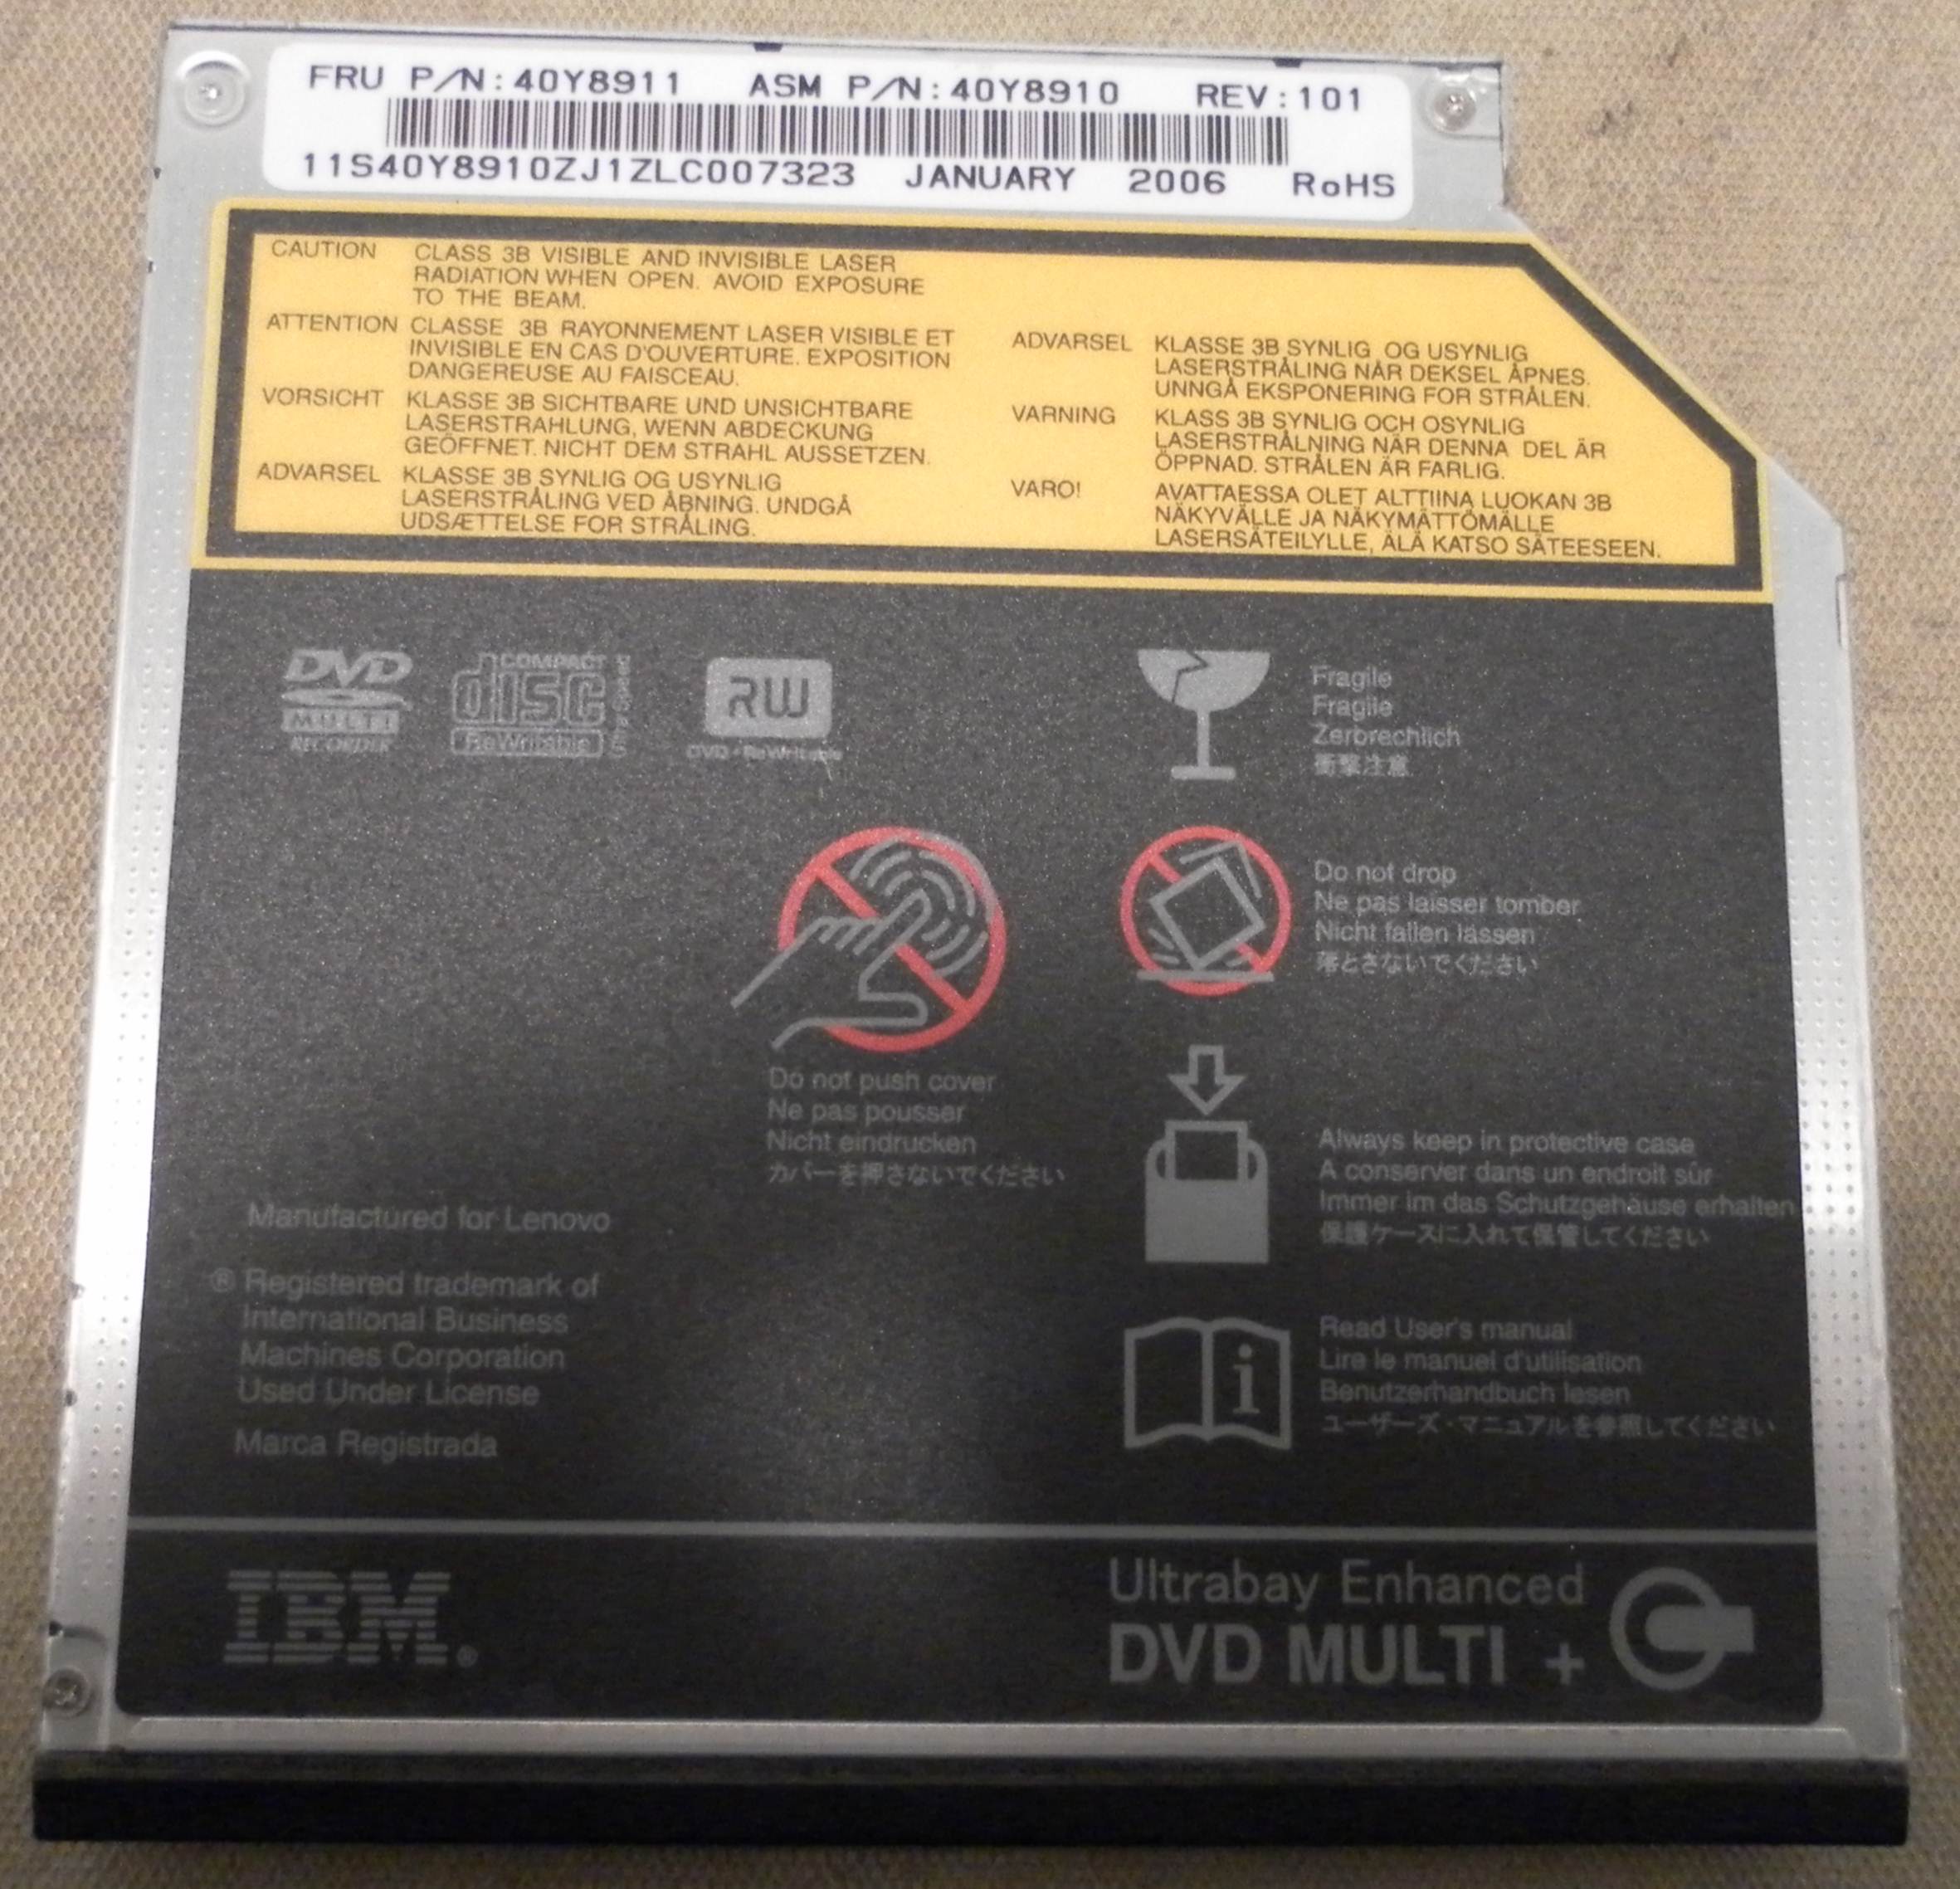 FRU P/N:40Y8911 ASM P/N:40Y8910 REV:101
11S40Y8910ZJ1ZLC007323 JANUARY 2006 RoHS
CAUTION CLASS 3B VISIBLE AND INVISIBLE LASER
RADIATION WHEN OPEN. AVOID EXPOSURE
TO THE BEAM.
ATTENTION CLASSE 3B RAYONNEMENT LASER VISIBLE ET
INVISIBLE EN CAS D'OUVERTURE. EXPOSITION
DANGEREUSE AU FAISCEAU.
VORSICHT KLASSE 3B SICHTBARE UND UNSICHTBARE
LASERSTRAHLUNG, WENN ABDECKUNG
GEÖFFNET. NICHT DEM STRAHL AUSSETZEN.
ADVARSEL KLASSE 3B SYNLIG OG USYNLIG
LASERSTRÅLING VED ÅBNING. UNDGÅ
UDSÆTTELSE FOR STRÅLING.
ADVARSEL KLASSE 3B SYNLIG OG USYNLIG
LASERSTRÅLING NÅR DEKSEL ÅPNES.
UNNGÅ EKSPONERING FOR STRÅLEN.
VARNING KLASS 3B SYNLIG OCH OSYNLIG
LASERSTRÅLNING NÄR DENNA DEL ÄR
ÖPPNAD. STRÅLEN ÄR FARLIG.
VARO! AVATTAESSA OLET ALTTIINA LUOKAN 3B
NÄKYVÄLLE JA NÄKYMÄTTÖMÄLLE
LASERSÄTEILYLLE, ÄLÄ KATSO SÄTEESEEN.
DVD
MULTI
RECORDER
COMPACT
disc
ReWritable
Ultra Speed
RW
DVD+ReWritable
Fragile
Fragile
Zerbrechlich
衝撃注意
Do not push cover
Ne pas pousser
Nicht eindrucken
カバーを押さないでください
Do not drop
Ne pas laisser tomber
Nicht fallen lassen
落とさないでください
Always keep in protective case
A conserver dans un endroit sûr
Immer im das Schutzgehäuse erhalten
保護ケースに入れて保管してください
Read User's manual
Lire le manuel d'utilisation
Benutzerhandbuch lesen
ユーザーズ・マニュアルを参照してください
Manufactured for Lenovo
® Registered trademark of
International Business
Machines Corporation
Used Under License
Marca Registrada
IBM®
Ultrabay Enhanced
DVD MULTI +